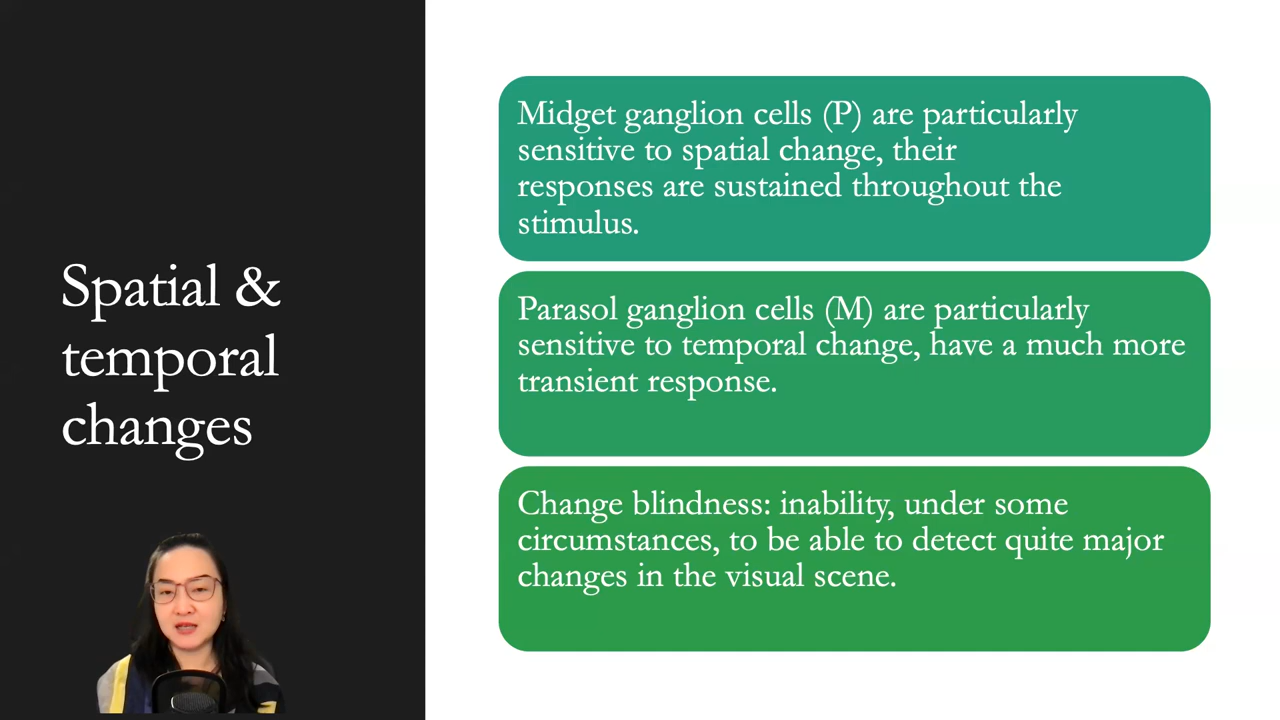 Spatial &
temporal
changes
Midget ganglion cells (P) are particularly
sensitive to spatial change, their
responses are sustained throughout the
stimulus.
Parasol ganglion cells (M) are particularly
sensitive to temporal change, have a much more
transient response.
Change blindness: inability, under some
circumstances, to be able to detect quite major
changes in the visual scene.